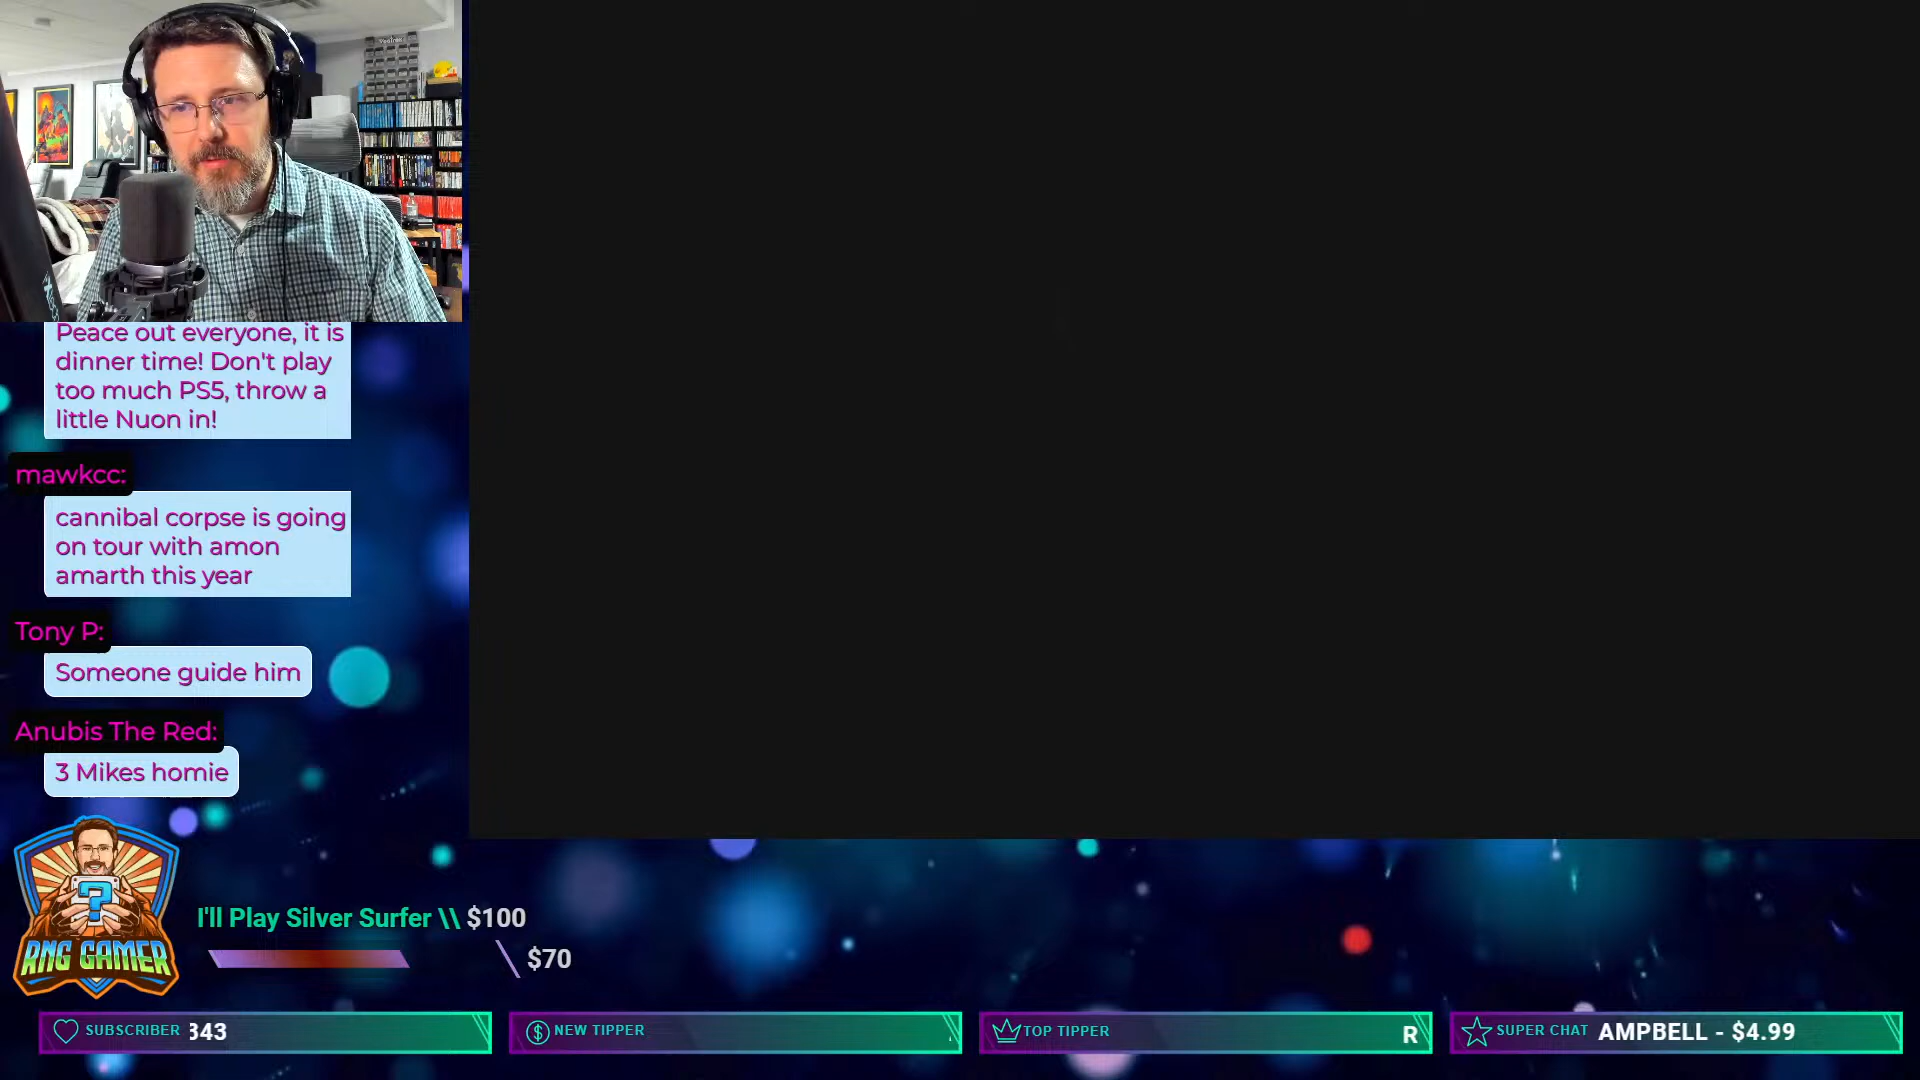 Peace out everyone, it is
dinner time! Don't play
too much PS5, throw a
little Nuon in!
mawkcc:
cannibal corpse is going
on tour with amon
amarth this year
Tony P:
Someone guide him
Anubis The Red:
3 Mikes homie
?
RNG GAMER
I'll Play Silver Surfer \\ $100
$70
SUBSCRIBER 343
NEW TIPPER
TOP TIPPER R
SUPER CHAT AMPBELL - $4.99